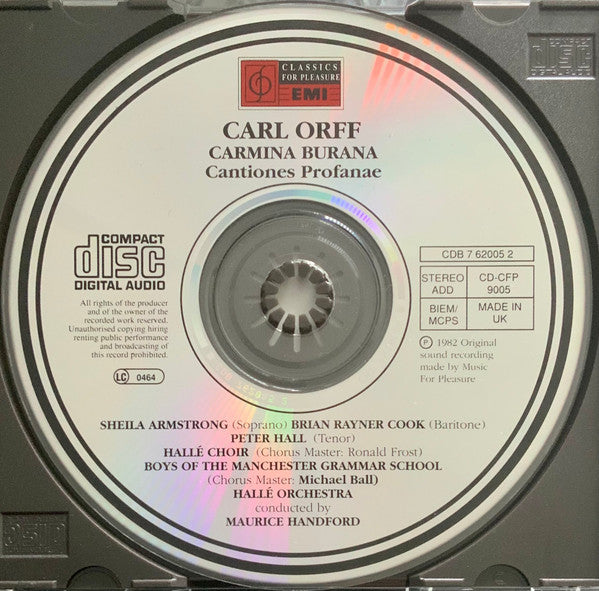 CLASSICS
FOR PLEASURE
EMI
CARL ORFF
CARMINA BURANA
Cantiones Profanae
COMPACT
disc
DIGITAL AUDIO
All rights of the producer
and of the owner of the
recorded work reserved.
Unauthorised copying hiring
renting public performance
and broadcasting of
this record prohibited.
LC 0464
CDB 7 62005 2
STEREO
ADD
CD-CFP
9005
BIEM/
MCPS
MADE IN
UK
℗ 1982 Original
sound recording
made by Music
For Pleasure
SHEILA ARMSTRONG (Soprano) BRIAN RAYNER COOK (Baritone)
PETER HALL (Tenor)
HALLÉ CHOIR (Chorus Master: Ronald Frost)
BOYS OF THE MANCHESTER GRAMMAR SCHOOL
(Chorus Master: Michael Ball)
HALLÉ ORCHESTRA
conducted by
MAURICE HANDFORD